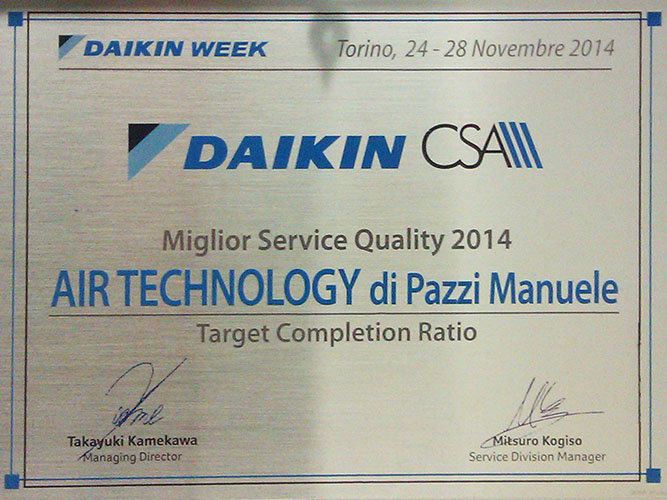 DAIKIN WEEK Torino, 24 - 28 Novembre 2014
DAIKIN CSA
Miglior Service Quality 2014
AIR TECHNOLOGY di Pazzi Manuele
Target Completion Ratio
Takayuki Kamekawa
Managing Director
Mitsuro Kogiso
Service Division Manager